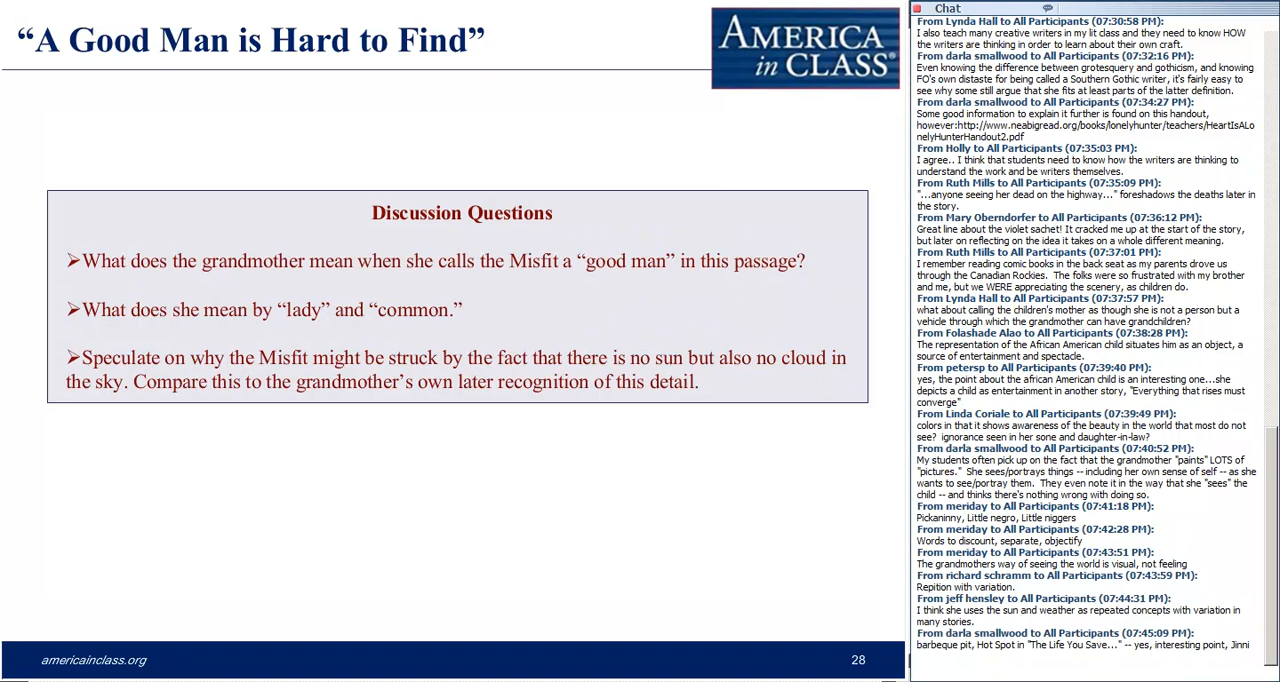 “A Good Man is Hard to Find”
AMERICA
in CLASS®
Discussion Questions
➢What does the grandmother mean when she calls the Misfit a “good man” in this passage?
➢What does she mean by “lady” and “common.”
➢Speculate on why the Misfit might be struck by the fact that there is no sun but also no cloud in
the sky. Compare this to the grandmother’s own later recognition of this detail.
americainclass.org
28
Chat
From Lynda Hall to All Participants (07:30:58 PM):
I also teach many creative writers in my lit class and they need to know HOW
the writers are thinking in order to learn about their own craft.
From darla smallwood to All Participants (07:32:16 PM):
Even knowing the difference between grotesquery and gothicism, and knowing
FO's own distaste for being called a Southern Gothic writer, it's fairly easy to
see why some still argue that she fits at least parts of the latter definition.
From darla smallwood to All Participants (07:34:27 PM):
Some good information to explain it further is found on this handout,
however:http://www.neabigread.org/books/lonelyhunter/teachers/HeartIsALo
nelyHunterHandout2.pdf
From Holly to All Participants (07:35:03 PM):
I agree.. I think that students need to know how the writers are thinking to
understand the work and be writers themselves.
From Ruth Mills to All Participants (07:35:09 PM):
"...anyone seeing her dead on the highway..." foreshadows the deaths later in
the story.
From Mary Oberndorfer to All Participants (07:36:12 PM):
Great line about the violet sachet! It cracked me up at the start of the story,
but later on reflecting on the idea it takes on a whole different meaning.
From Ruth Mills to All Participants (07:37:01 PM):
I remember reading comic books in the back seat as my parents drove us
through the Canadian Rockies. The folks were so frustrated with my brother
and me, but we WERE appreciating the scenery, as children do.
From Lynda Hall to All Participants (07:37:57 PM):
what about calling the children's mother as though she is not a person but a
vehicle through which the grandmother can have grandchildren?
From Folashade Alao to All Participants (07:38:28 PM):
The representation of the African American child situates him as an object, a
source of entertainment and spectacle.
From petersp to All Participants (07:39:40 PM):
yes, the point about the african American child is an interesting one...she
depicts a child as entertainment in another story, "Everything that rises must
converge"
From Linda Coriale to All Participants (07:39:49 PM):
colors in that it shows awareness of the beauty in the world that most do not
see? ignorance seen in her sone and daughter-in-law?
From darla smallwood to All Participants (07:40:52 PM):
My students often pick up on the fact that the grandmother "paints" LOTS of
"pictures." She sees/portrays things -- including her own sense of self -- as she
wants to see/portray them. They even note it in the way that she "sees" the
child -- and thinks there's nothing wrong with doing so.
From meriday to All Participants (07:41:18 PM):
Pickaninny, Little negro, Little niggers
From meriday to All Participants (07:42:28 PM):
Words to discount, separate, objectify
From meriday to All Participants (07:43:51 PM):
The grandmothers way of seeing the world is visual, not feeling
From richard schramm to All Participants (07:43:59 PM):
Repition with variation.
From jeff hensley to All Participants (07:44:31 PM):
I think she uses the sun and weather as repeated concepts with variation in
many stories.
From darla smallwood to All Participants (07:45:09 PM):
barbeque pit, Hot Spot in "The Life You Save..." -- yes, interesting point, Jinni